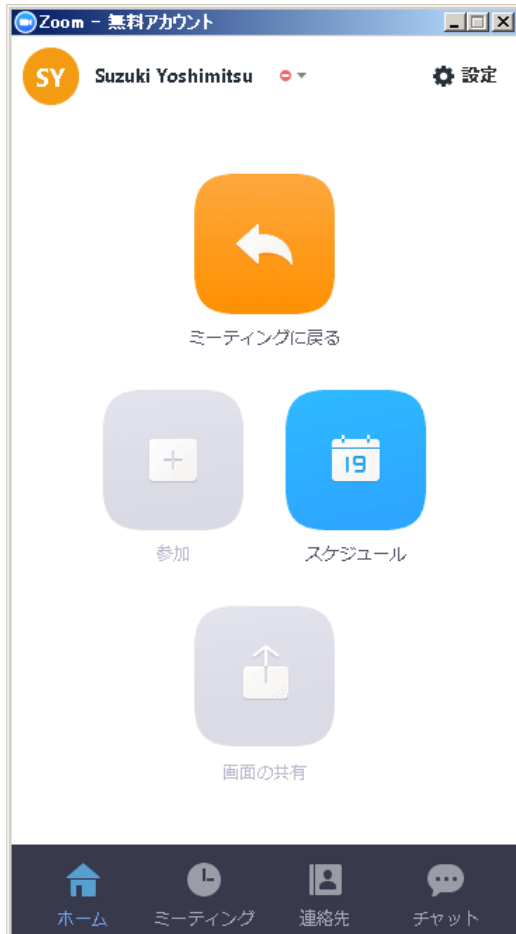 Zoom - 無料アカウント
SY Suzuki Yoshimitsu 設定
ミーティングに戻る
19
参加 スケジュール
画面の共有
ホーム ミーティング 連絡先 チャット